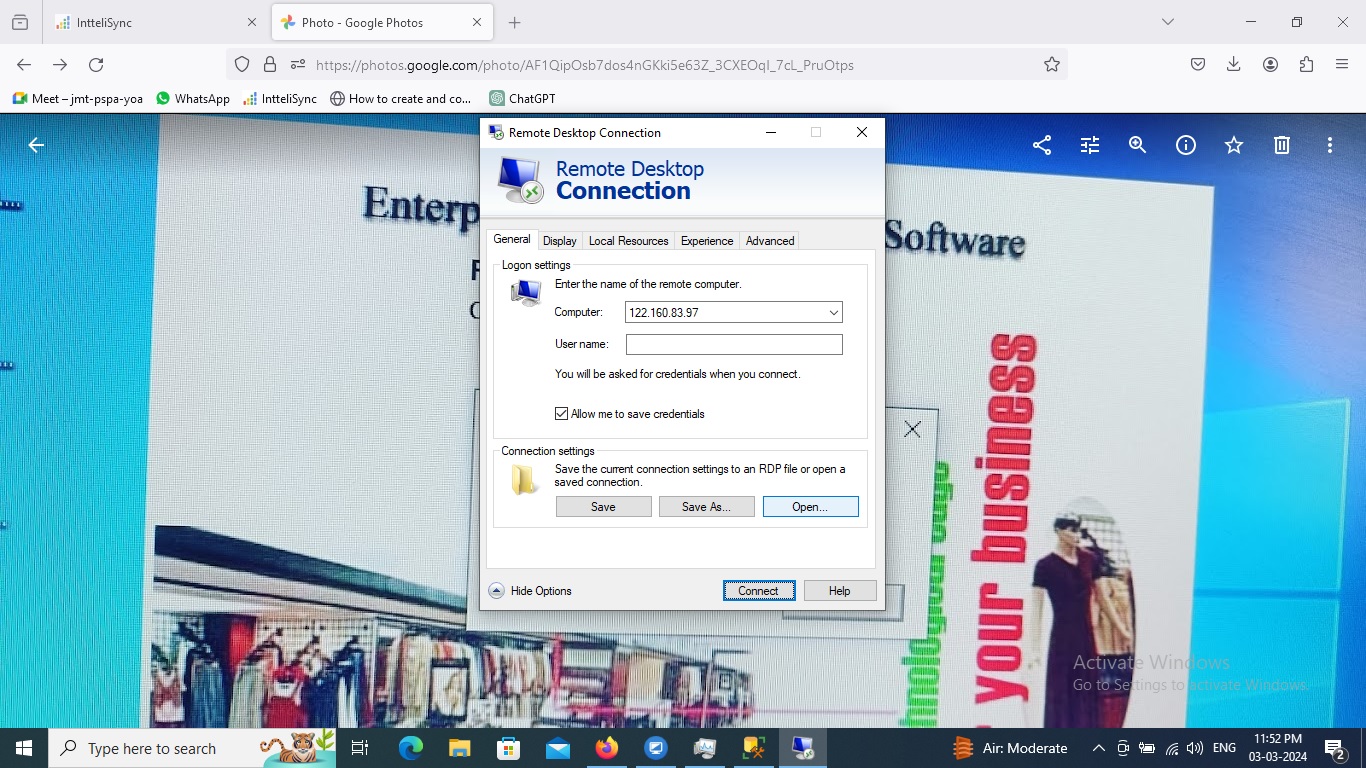 IntteliSync
Photo - Google Photos
https://photos.google.com/photo/AF1QipOsb7dos4nGKki5e63Z_3CXEOqI_7cL_PruOtps
Meet – jmt-pspa-yoa
WhatsApp
IntteliSync
How to create and co...
ChatGPT
Remote Desktop Connection
Remote Desktop
Connection
Software
General
Display
Local Resources
Experience
Advanced
Logon settings
Enter the name of the remote computer.
Computer: 122.160.83.97
User name:
You will be asked for credentials when you connect.
Allow me to save credentials
Connection settings
Save the current connection settings to an RDP file or open a
saved connection.
Save
Save As...
Open...
Hide Options
Connect
Help
your business
Activate Windows
Go to Settings to activate Windows.
Type here to search
Air: Moderate
ENG
11:52 PM
03-03-2024
2